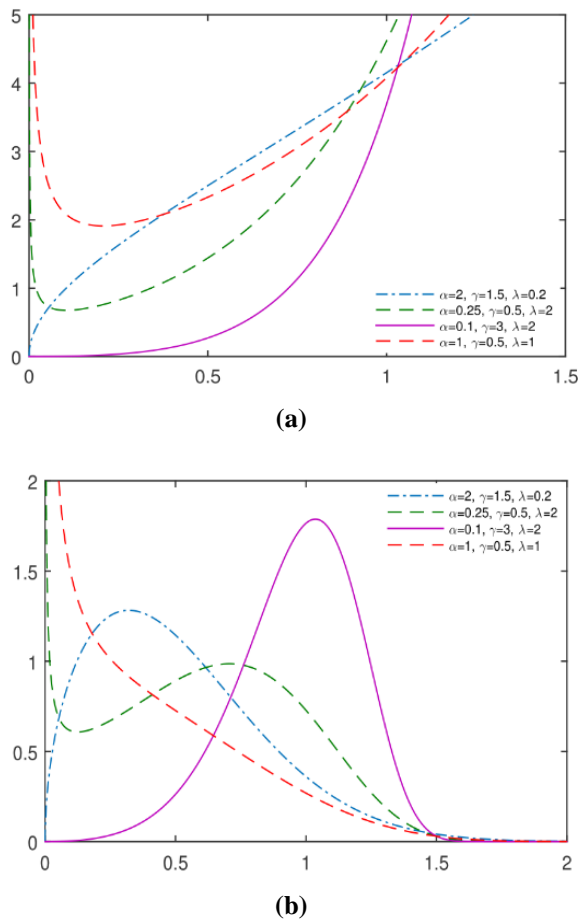 5
4
3
2
1
0
α=2, γ=1.5, λ=0.2
α=0.25, γ=0.5, λ=2
α=0.1, γ=3, λ=2
α=1, γ=0.5, λ=1
0 0.5 1 1.5
(a)
2
1.5
1
0.5
0
α=2, γ=1.5, λ=0.2
α=0.25, γ=0.5, λ=2
α=0.1, γ=3, λ=2
α=1, γ=0.5, λ=1
0 0.5 1 1.5 2
(b)